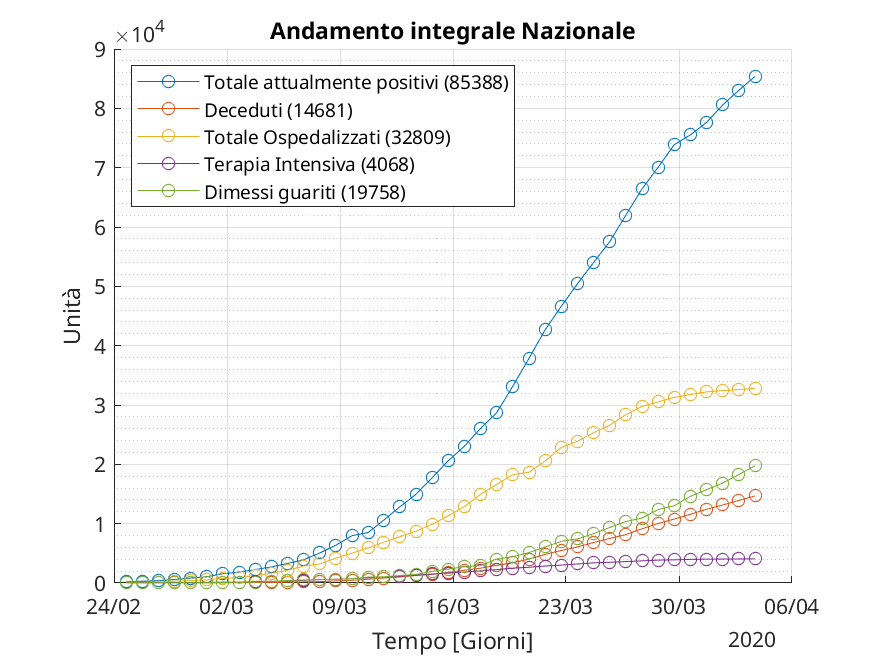 Andamento integrale Nazionale
×10^4
9
8
7
6
5
4
3
2
1
0
Unità
Totale attualmente positivi (85388)
Deceduti (14681)
Totale Ospedalizzati (32809)
Terapia Intensiva (4068)
Dimessi guariti (19758)
24/02 02/03 09/03 16/03 23/03 30/03 06/04
Tempo [Giorni]
2020